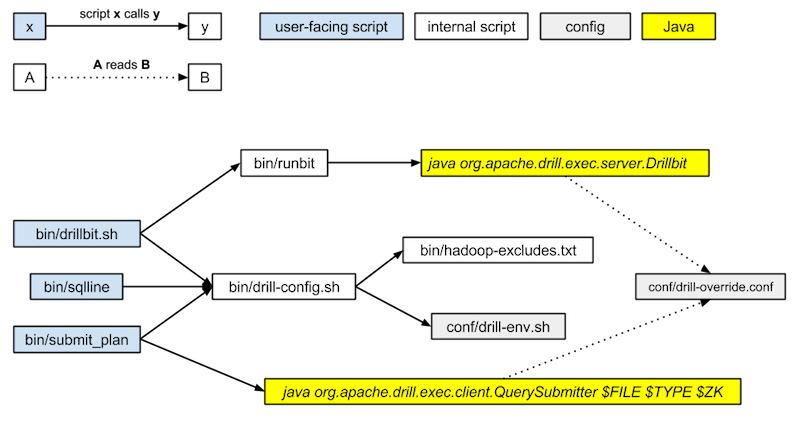 x
script x calls y
y
user-facing script
internal script
config
Java
A
A reads B
B
bin/runbit
java org.apache.drill.exec.server.Drillbit
bin/drillbit.sh
bin/hadoop-excludes.txt
bin/sqlline
bin/drill-config.sh
conf/drill-override.conf
conf/drill-env.sh
bin/submit_plan
java org.apache.drill.exec.client.QuerySubmitter $FILE $TYPE $ZK